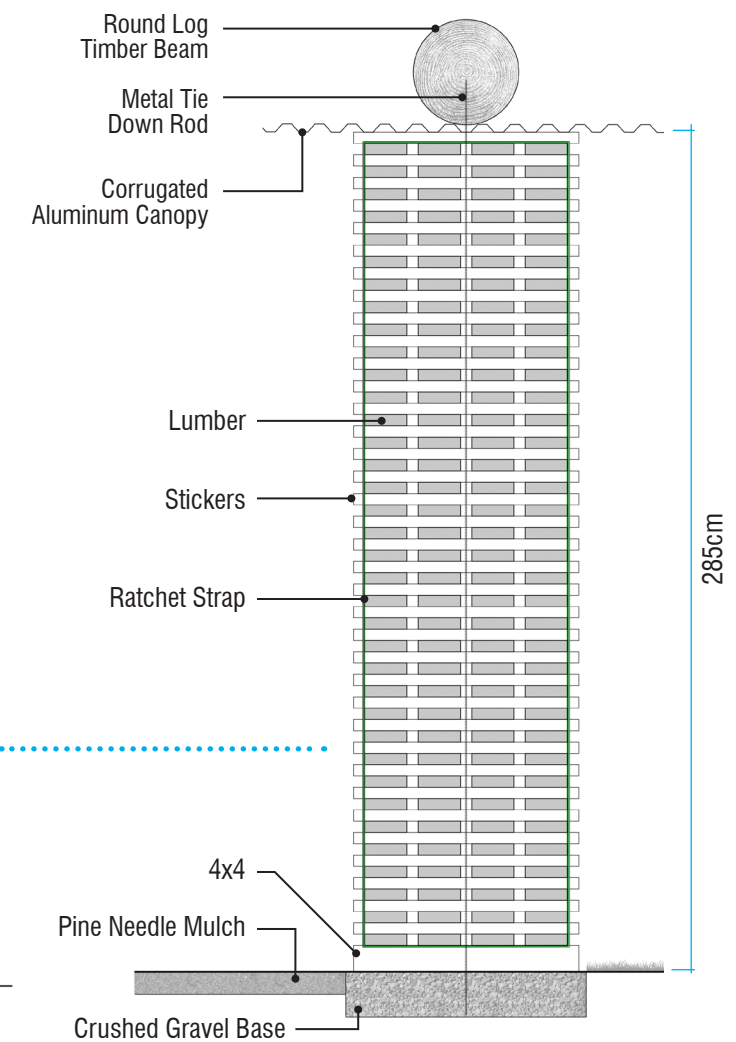 Round Log
Timber Beam
Metal Tie
Down Rod
Corrugated
Aluminum Canopy
Lumber
Stickers
285cm
Ratchet Strap
4x4
Pine Needle Mulch
Crushed Gravel Base